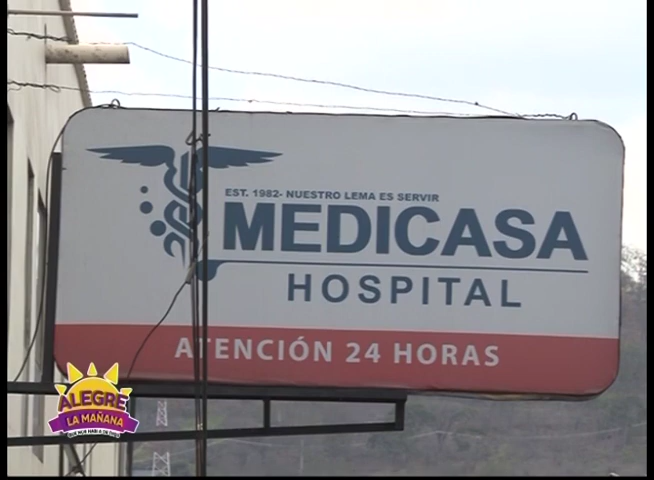 EST. 1982- NUESTRO LEMA ES SERVIR
MEDICASA
HOSPITAL
ATENCIÓN 24 HORAS
ALEGRE
LA MAÑANA